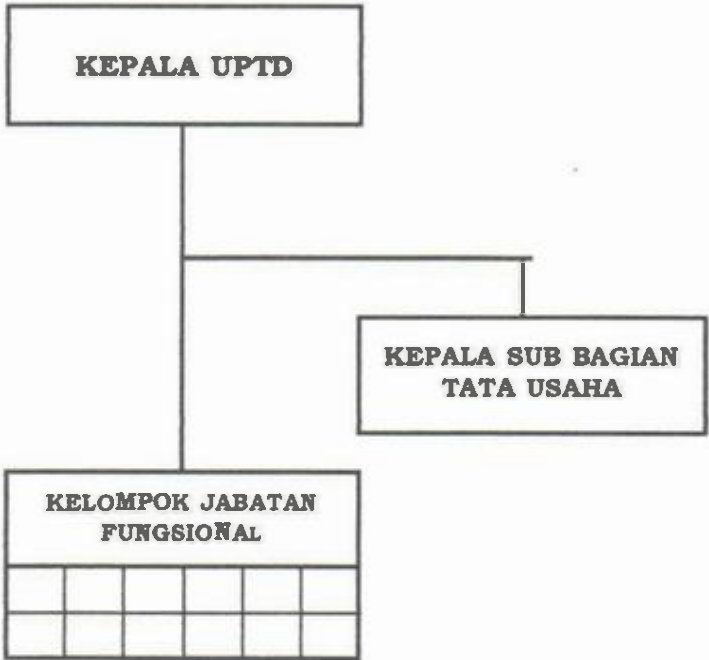 KEPALA UPTD
KEPALA SUB BAGIAN
TATA USAHA
KELOMPOK JABATAN
FUNGSIONAL